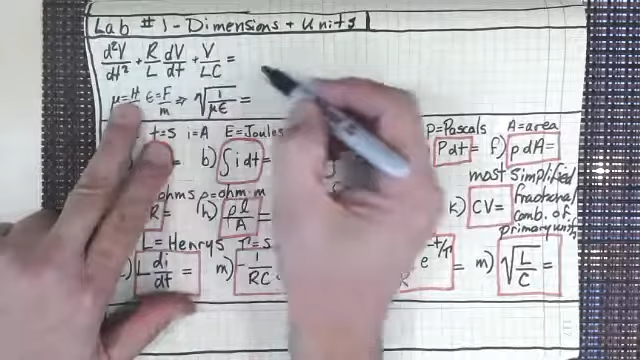 Lab #1 - Dimensions + Units
d²V/dt² + R/L dV/dt + V/LC =
μ=H ε=F/m ⇒ √(1/με) =
t=s i=A E=Joules P=Pascals A=area
= b) ∫i dt= Pdt= f) pdA=
most simplified
ohms ρ=ohm·m fractional
R= (h) ρl/A = k) CV= comb. of
primary units
L=Henrys T=s
L di/dt = m) 1/RC e^(-t/T) = m) √(L/C) =